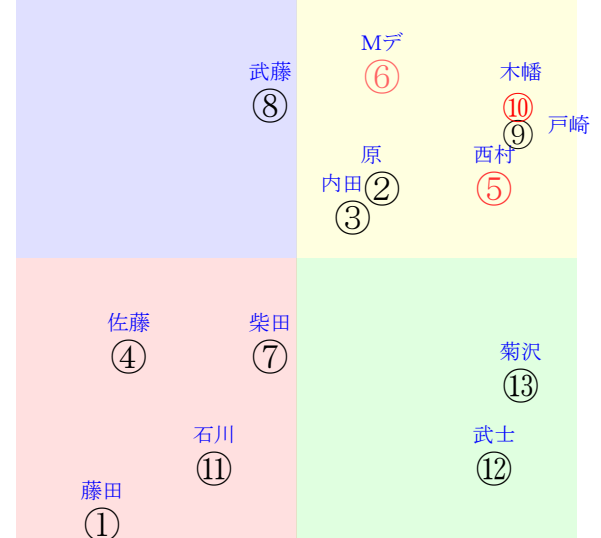 Mデ
⑥
武藤
⑧
木幡
⑩
戸崎
⑨
原
②
西村
⑤
内田
③
佐藤
④
柴田
⑦
菊沢
⑬
石川
⑪
武士
⑫
藤田
①